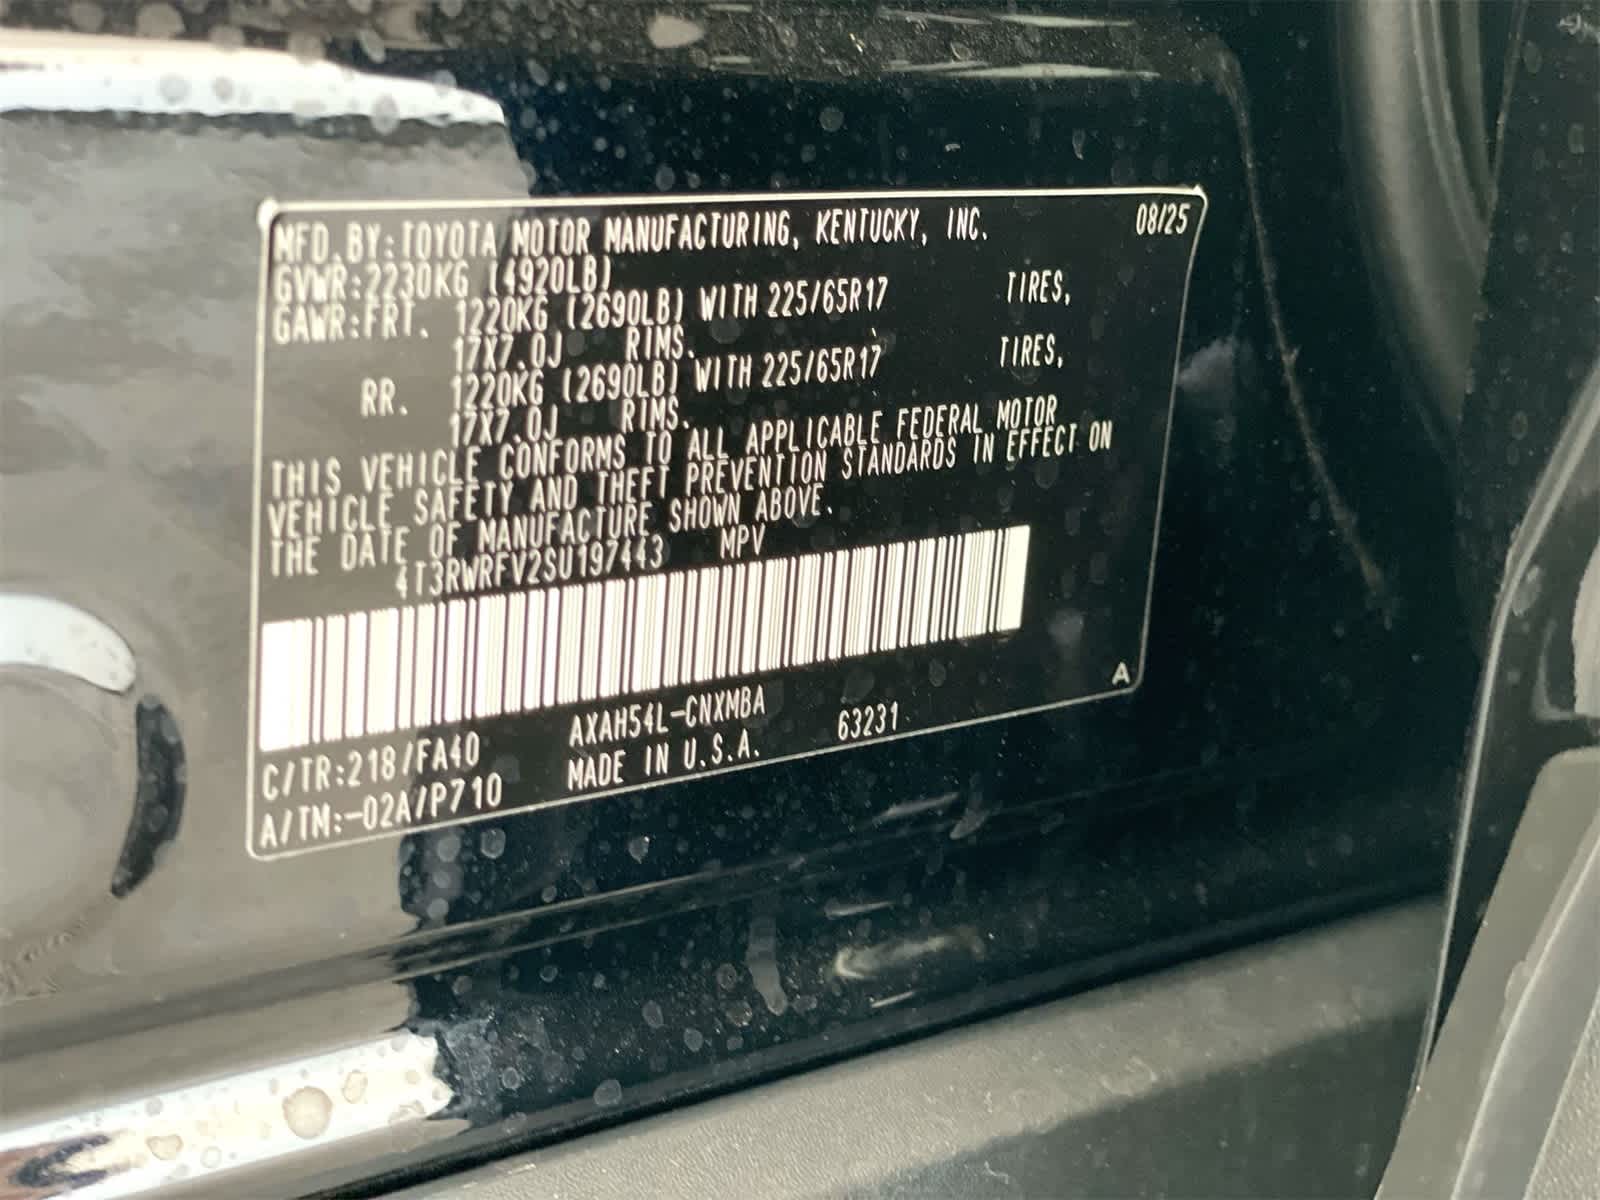 MFD. BY: TOYOTA MOTOR MANUFACTURING, KENTUCKY, INC. 08/25
GVWR: 2230KG (4920LB)
GAWR: FRT. 1220KG (2690LB) WITH 225/65R17 TIRES,
17X7.0J RIMS.
RR. 1220KG (2690LB) WITH 225/65R17 TIRES,
17X7.0J RIMS.
THIS VEHICLE CONFORMS TO ALL APPLICABLE FEDERAL MOTOR
VEHICLE SAFETY AND THEFT PREVENTION STANDARDS IN EFFECT ON
THE DATE OF MANUFACTURE SHOWN ABOVE.
4T3RWRFV2SU197443 MPV
A
C/TR:218/FA40 AXAH54L-CNXMBA 63231
A/TM:-02A/P710 MADE IN U.S.A.